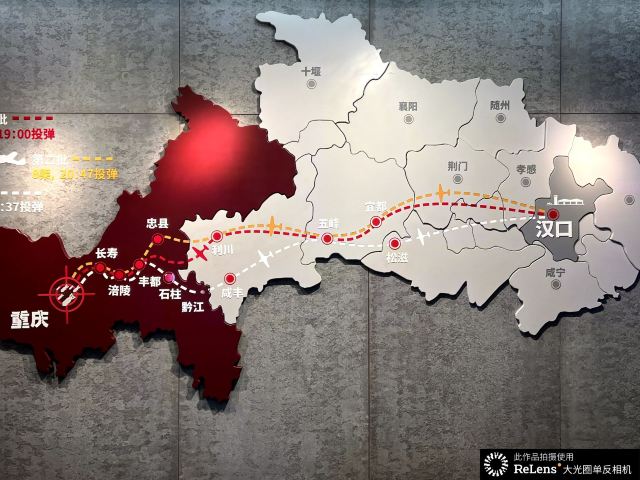 十堰
襄阳
随州
批
19:00投弹
第二批
8架, 20:47投弹
:37投弹
荆门
孝感
忠县
宜都
五峰
利川
汉口
长寿
松滋
涪陵
丰都
石柱
咸丰
咸宁
黔江
重庆
此作品拍摄使用
ReLens 大光圈单反相机